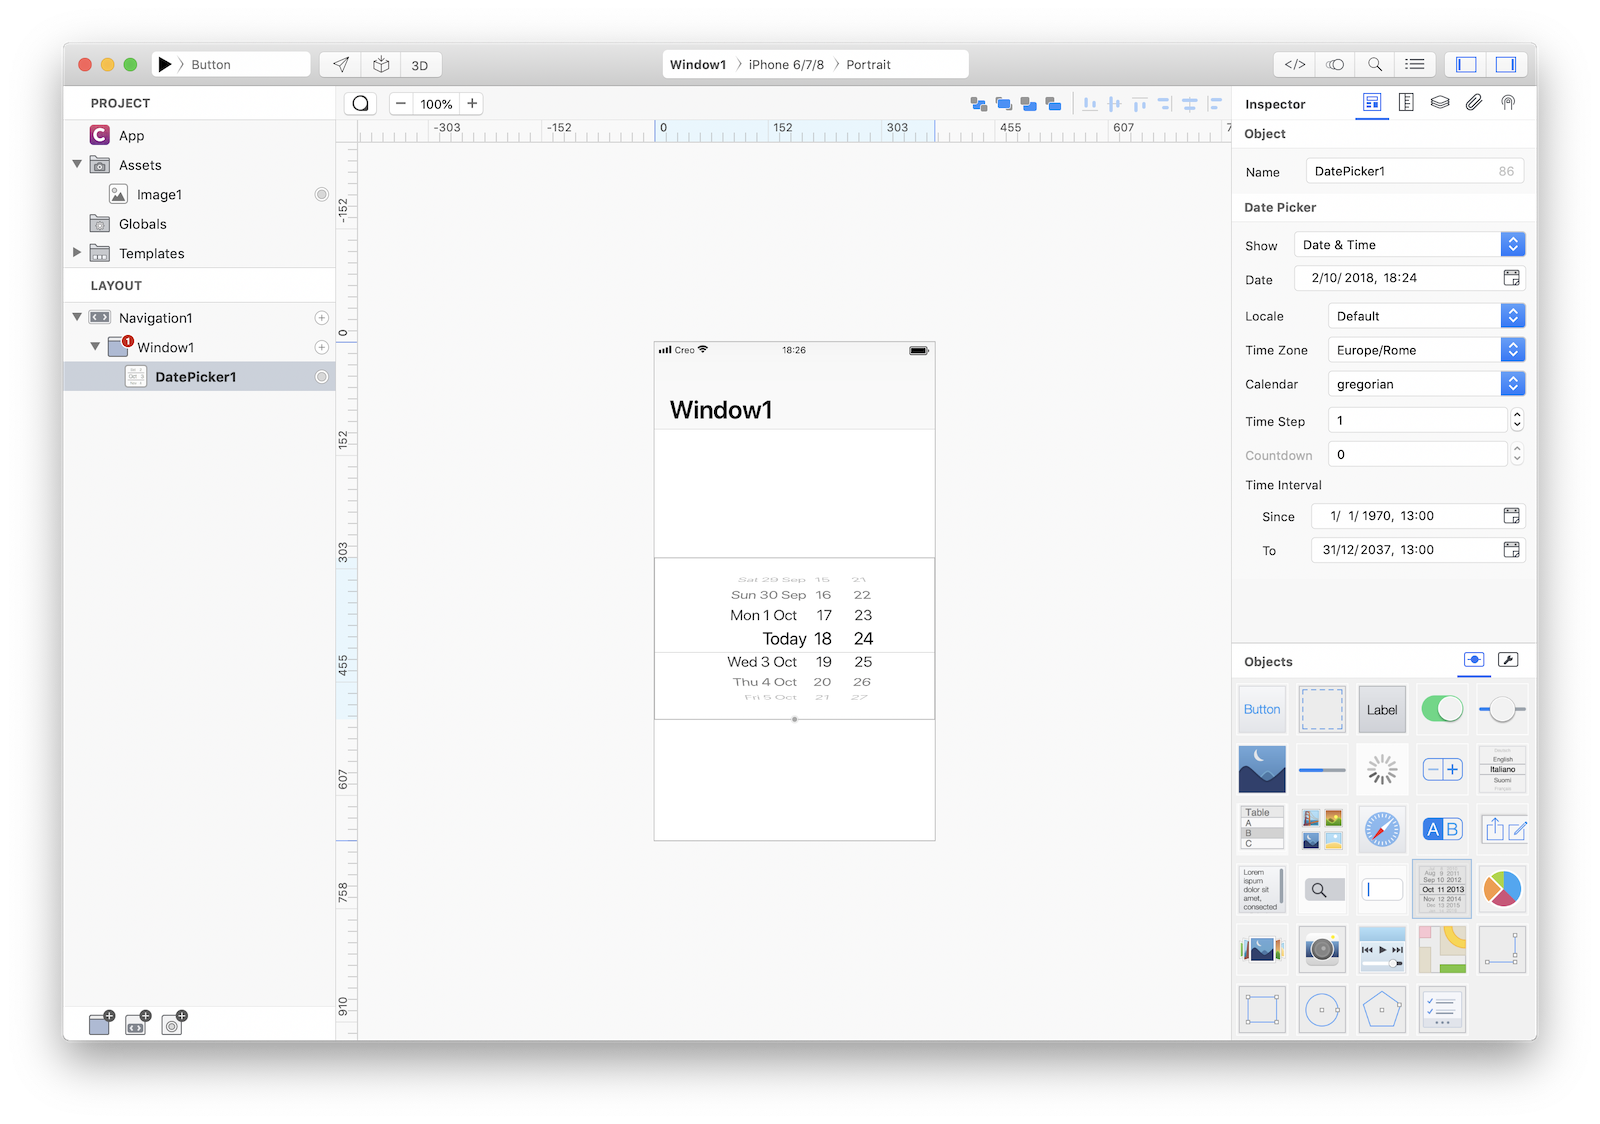 Button
3D
Window1 > iPhone 6/7/8 > Portrait
</>
PROJECT
App
Assets
Image1
Globals
Templates
LAYOUT
Navigation1
1
Window1
DatePicker1
100%
-303
-152
0
152
303
455
607
-152
0
152
303
455
607
758
910
Creo
18:26
Window1
Sat 29 Sep 15 21
Sun 30 Sep 16 22
Mon 1 Oct 17 23
Today 18 24
Wed 3 Oct 19 25
Thu 4 Oct 20 26
Fri 5 Oct 21 27
Inspector
Object
Name DatePicker1 86
Date Picker
Show Date & Time
Date 2/10/2018, 18:24
Locale Default
Time Zone Europe/Rome
Calendar gregorian
Time Step 1
Countdown 0
Time Interval
Since 1/ 1/1970, 13:00
To 31/12/2037, 13:00
Objects
Button
Label
English
Italiano
Suomi
Table
A
B
C
A B
Lorem
ispum
dolor sit
amet,
consected
Aug 9 2011
Sep 10 2012
Oct 11 2013
Nov 12 2014